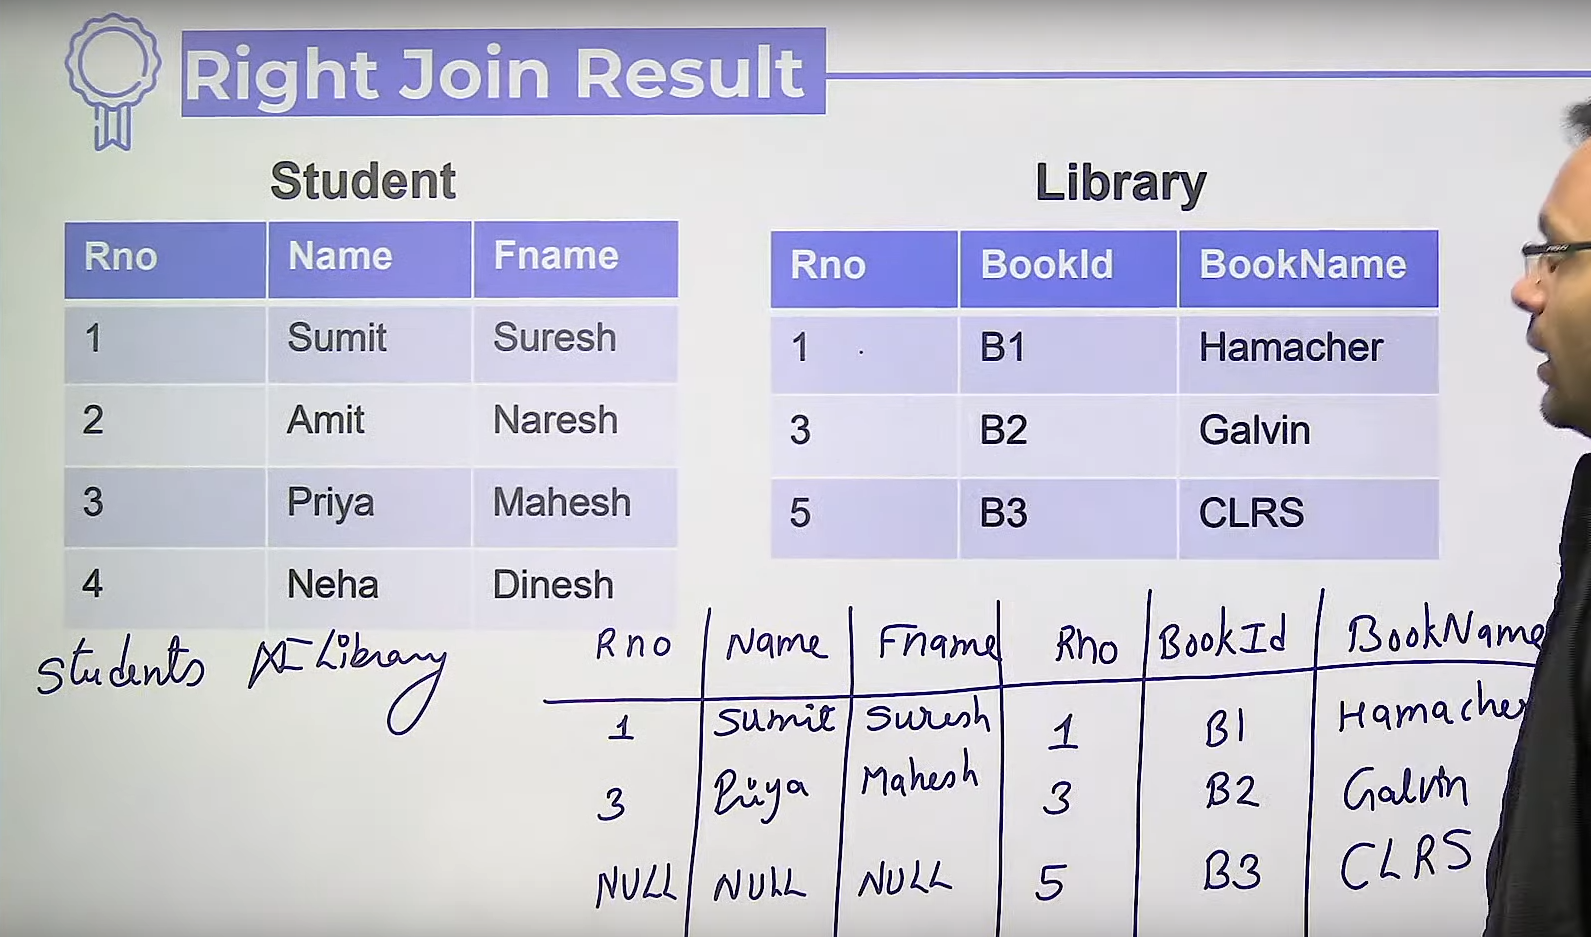 Right Join Result
Student
Rno Name Fname
1 Sumit Suresh
2 Amit Naresh
3 Priya Mahesh
4 Neha Dinesh
Library
Rno BookId BookName
1 B1 Hamacher
3 B2 Galvin
5 B3 CLRS
Students ⟖ Library
Rno Name Fname Rno BookId BookName
1 Sumit Suresh 1 B1 Hamacher
3 Priya Mahesh 3 B2 Galvin
NULL NULL NULL 5 B3 CLRS